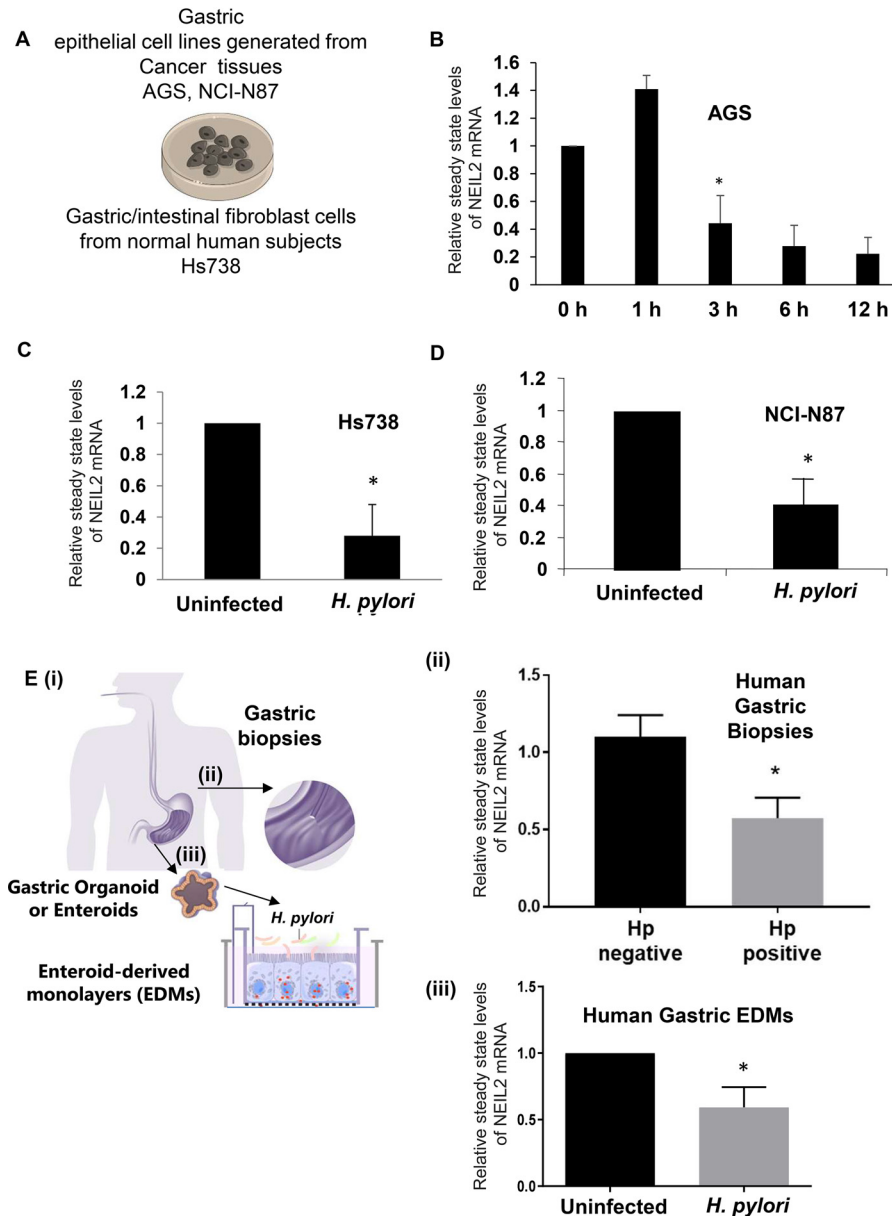 A
Gastric
epithelial cell lines generated from
Cancer tissues
AGS, NCI-N87
Gastric/intestinal fibroblast cells
from normal human subjects
Hs738
B
Relative steady state levels
of NEIL2 mRNA
1.6
1.4
1.2
1
0.8
0.6
0.4
0.2
0
AGS
*
0 h 1 h 3 h 6 h 12 h
C
Relative steady state levels
of NEIL2 mRNA
1.2
1
0.8
0.6
0.4
0.2
0
Hs738
*
Uninfected H. pylori
D
Relative steady state levels
of NEIL2 mRNA
1.2
1
0.8
0.6
0.4
0.2
0
NCI-N87
*
Uninfected H. pylori
E (i)
Gastric
biopsies
(ii)
(iii)
Gastric Organoid
or Enteroids
H. pylori
Enteroid-derived
monolayers (EDMs)
(ii)
Relative steady state levels
of NEIL2 mRNA
1.5
1.0
0.5
0.0
Human
Gastric
Biopsies
*
Hp
negative
Hp
positive
(iii)
Relative steady state levels
of NEIL2 mRNA
1.5
1.0
0.5
0.0
Human Gastric EDMs
*
Uninfected H. pylori